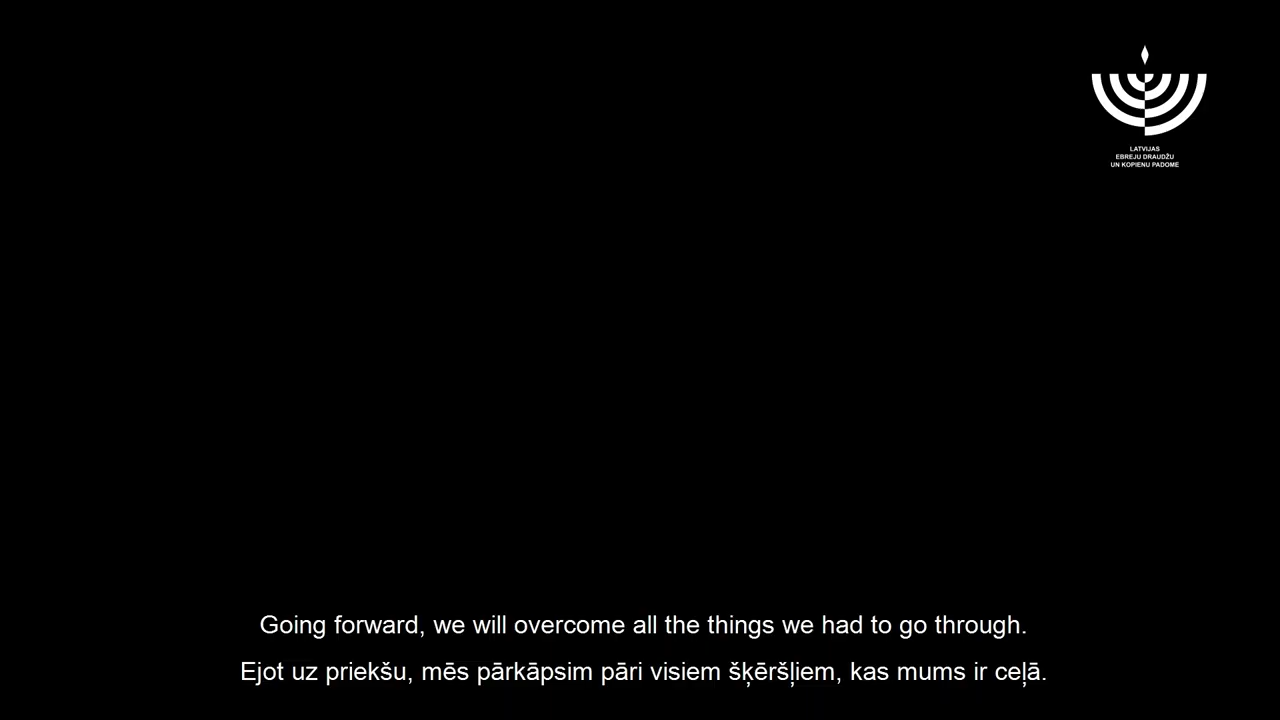 LATVIJAS
EBREJU DRAUDŽU
UN KOPIENU PADOME
Going forward, we will overcome all the things we had to go through.
Ejot uz priekšu, mēs pārkāpsim pāri visiem šķēršļiem, kas mums ir ceļā.